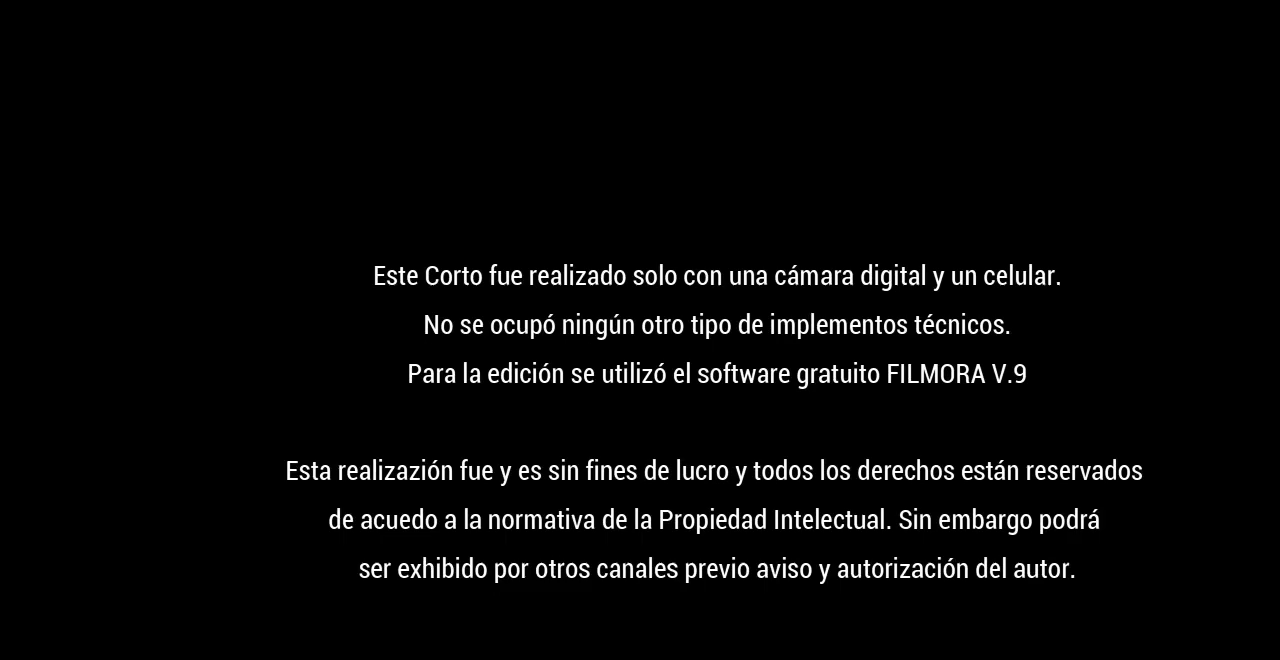 Este Corto fue realizado solo con una cámara digital y un celular.
No se ocupó ningún otro tipo de implementos técnicos.
Para la edición se utilizó el software gratuito FILMORA V.9
Esta realizazión fue y es sin fines de lucro y todos los derechos están reservados
de acuedo a la normativa de la Propiedad Intelectual. Sin embargo podrá
ser exhibido por otros canales previo aviso y autorización del autor.